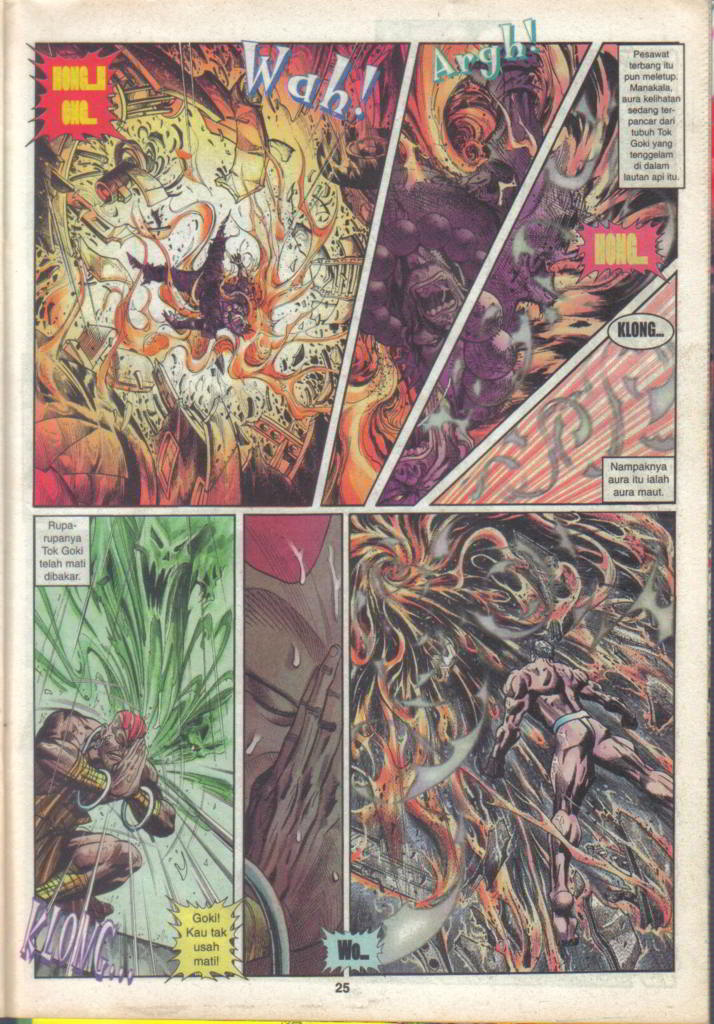 HONG...
Wah!
Argh!
Pesawat
terbang itu
pun meletup.
Manakala,
aura kelihatan
sedang ter-
pancar dari
tubuh Tok
Goki yang
tenggelam
di dalam
lautan api itu.
HONG...
KLONG...
Nampaknya
aura itu ialah
aura maut.
Rupa-
rupanya
Tok Goki
telah mati
dibakar.
Goki!
Kau tak
usah
mati!
KLONG...
Wo...
25